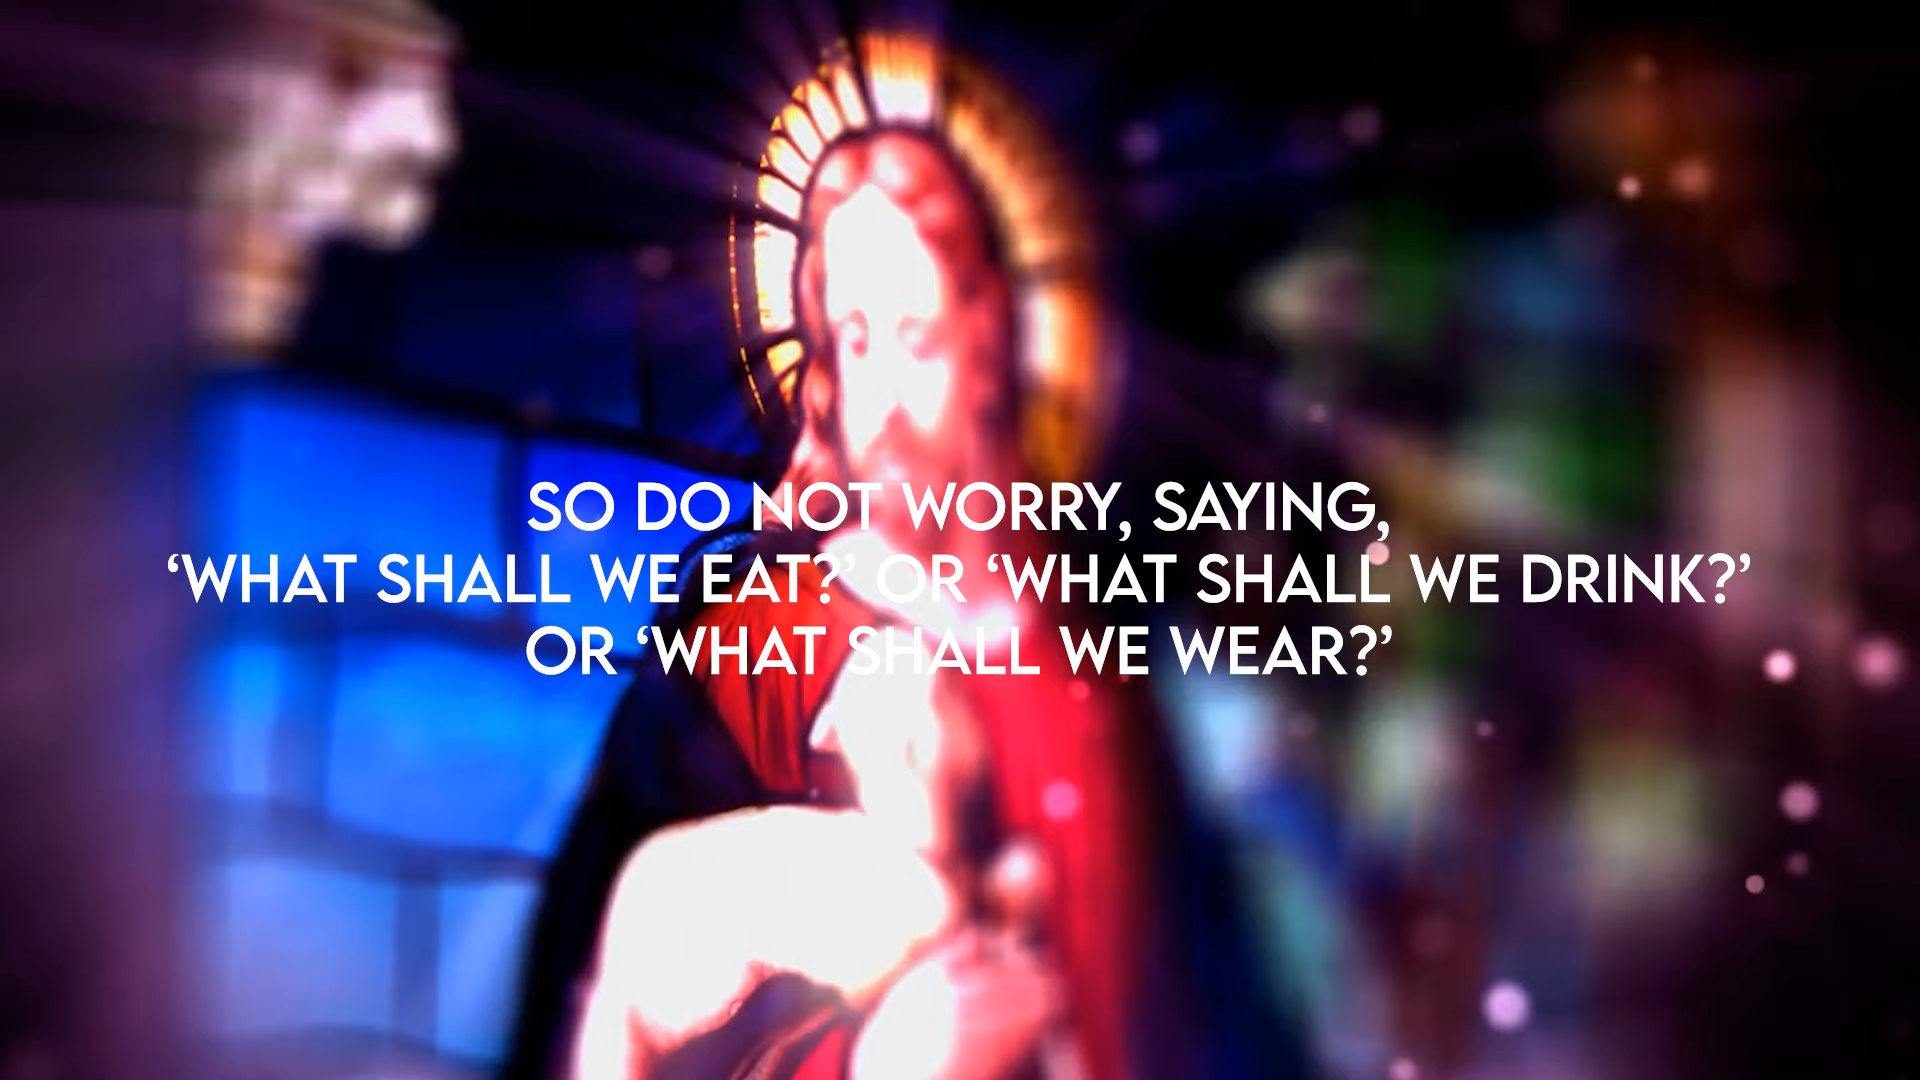 SO DO NOT WORRY, SAYING,
‘WHAT SHALL WE EAT?’ OR ‘WHAT SHALL WE DRINK?’
OR ‘WHAT SHALL WE WEAR?’